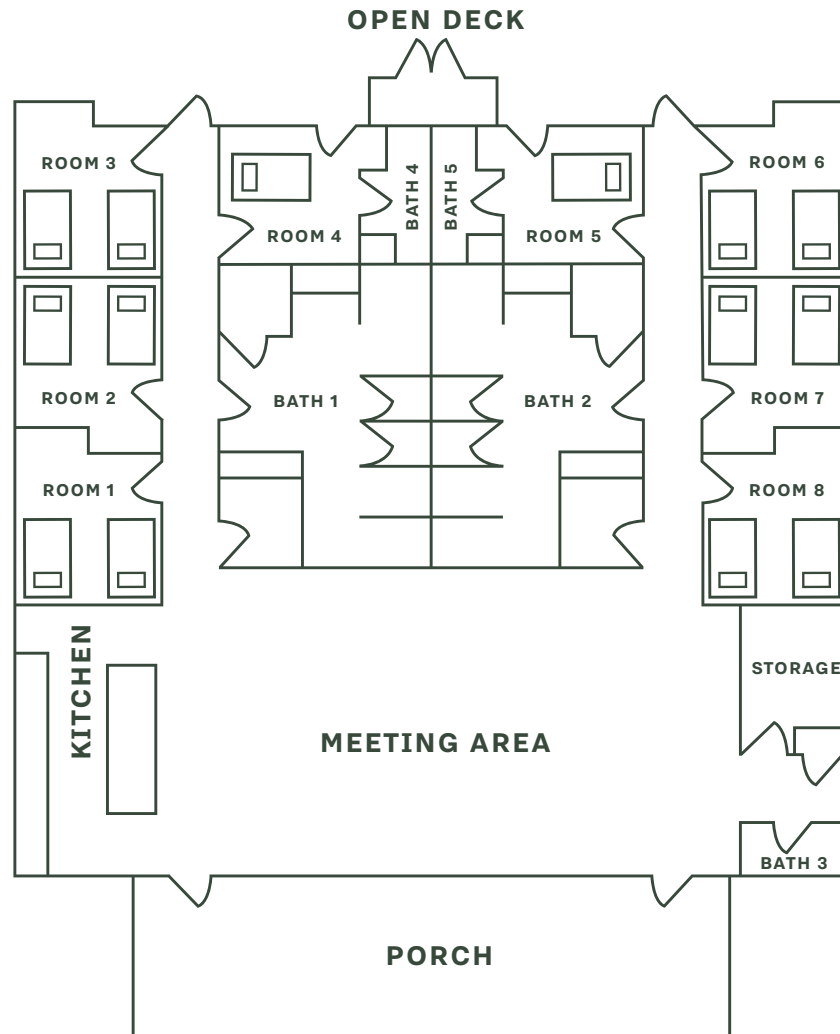 OPEN DECK
ROOM 3
BATH 4
BATH 5
ROOM 6
ROOM 4
ROOM 5
ROOM 2
BATH 1
BATH 2
ROOM 7
ROOM 1
ROOM 8
KITCHEN
STORAGE
MEETING AREA
BATH 3
PORCH